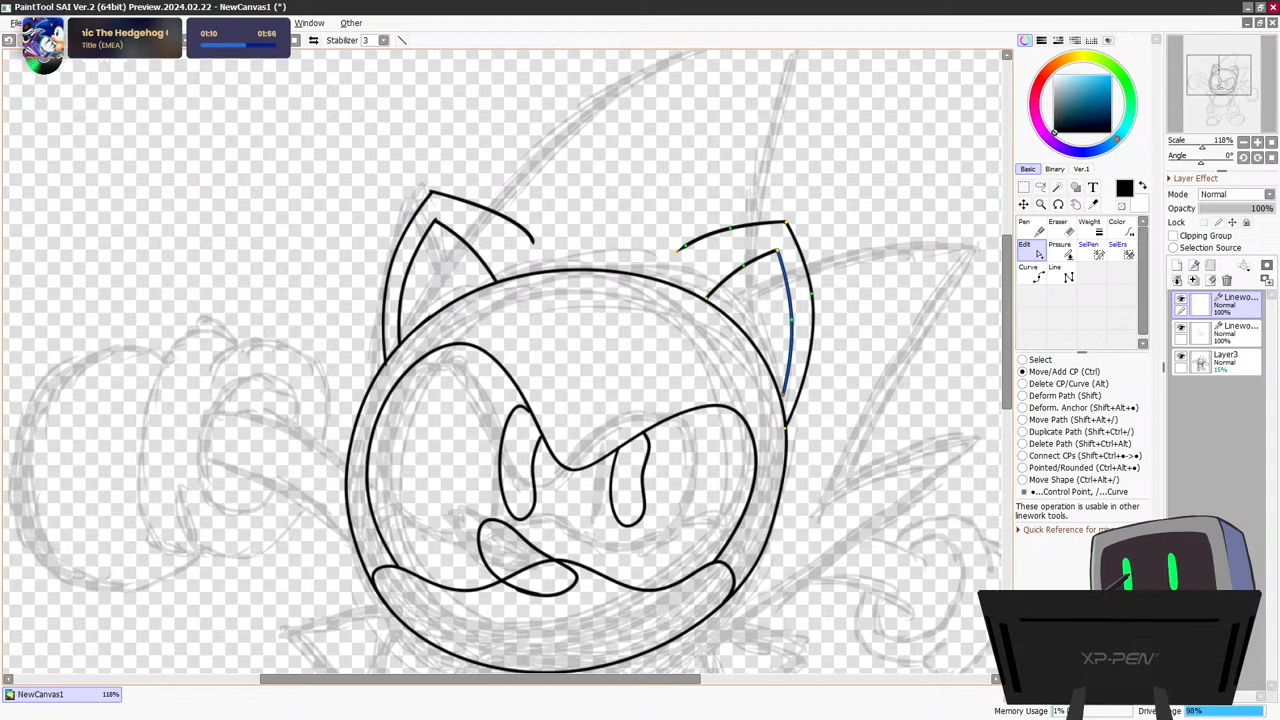 PaintTool SAI Ver.2 (64bit) Preview.2024.02.22 - NewCanvas1 (*)
Window Other
ic The Hedgehog
Title (EMEA)
01:10 01:56
Stabilizer 3
Scale 118%
Angle 0°
Basic Binary Ver.1
Layer Effect
Mode Normal
Opacity 100%
Lock
Clipping Group
Selection Source
Pen Eraser Weight Color
Edit Prssure SelPen SelErs
Curve Line
Linewo...
Normal
100%
Linewo...
Normal
100%
Layer3
Normal
15%
Select
Move/Add CP (Ctrl)
Delete CP/Curve (Alt)
Deform Path (Shift)
Deform. Anchor (Shift+Alt+●)
Move Path (Shift+Alt+/)
Duplicate Path (Shift+Ctrl+/)
Delete Path (Shift+Ctrl+Alt)
Connect CPs (Shift+Ctrl+●->●)
Pointed/Rounded (Ctrl+Alt+●)
Move Shape (Ctrl+Alt+/)
※ ●...Control Point, /...Curve
These operation is usable in other
linework tools.
Quick Reference for
XP-PEN
NewCanvas1 118%
Memory Usage 1%
98%